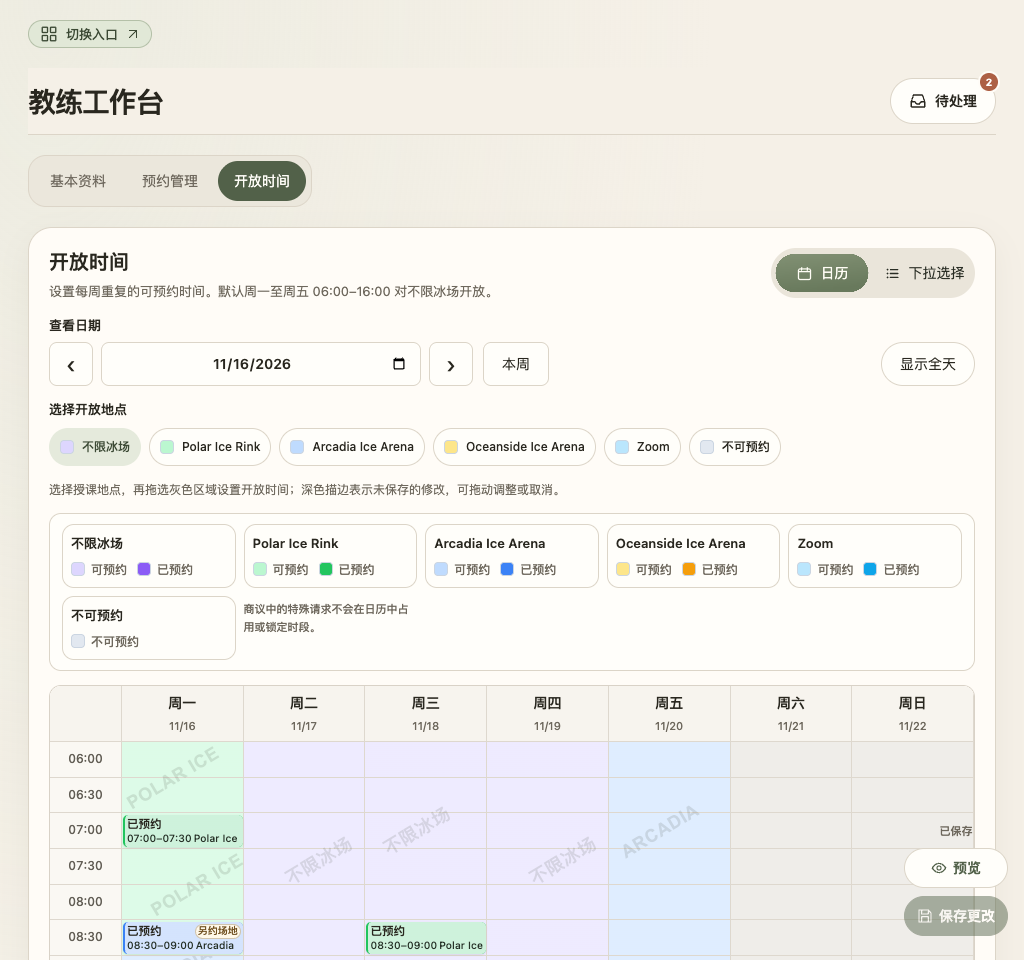 切换入口
教练工作台
2
待处理
基本资料 预约管理 开放时间
开放时间
设置每周重复的可预约时间。默认周一至周五 06:00–16:00 对不限冰场开放。
日历 下拉选择
查看日期
11/16/2026
本周
显示全天
选择开放地点
不限冰场 Polar Ice Rink Arcadia Ice Arena Oceanside Ice Arena Zoom 不可预约
选择授课地点，再拖选灰色区域设置开放时间；深色描边表示未保存的修改，可拖动调整或取消。
不限冰场
可预约 已预约
Polar Ice Rink
可预约 已预约
Arcadia Ice Arena
可预约 已预约
Oceanside Ice Arena
可预约 已预约
Zoom
可预约 已预约
不可预约
不可预约
商议中的特殊请求不会在日历中占
用或锁定时段。
周一 周二 周三 周四 周五 周六 周日
11/16 11/17 11/18 11/19 11/20 11/21 11/22
06:00
POLAR ICE
06:30
07:00
已预约
07:00–07:30 Polar Ice
不限冰场
ARCADIA
已保存
07:30
不限冰场
不限冰场
预览
08:00
POLAR ICE
保存更改
08:30
已预约 另约场地
08:30–09:00 Arcadia
已预约
08:30–09:00 Polar Ice